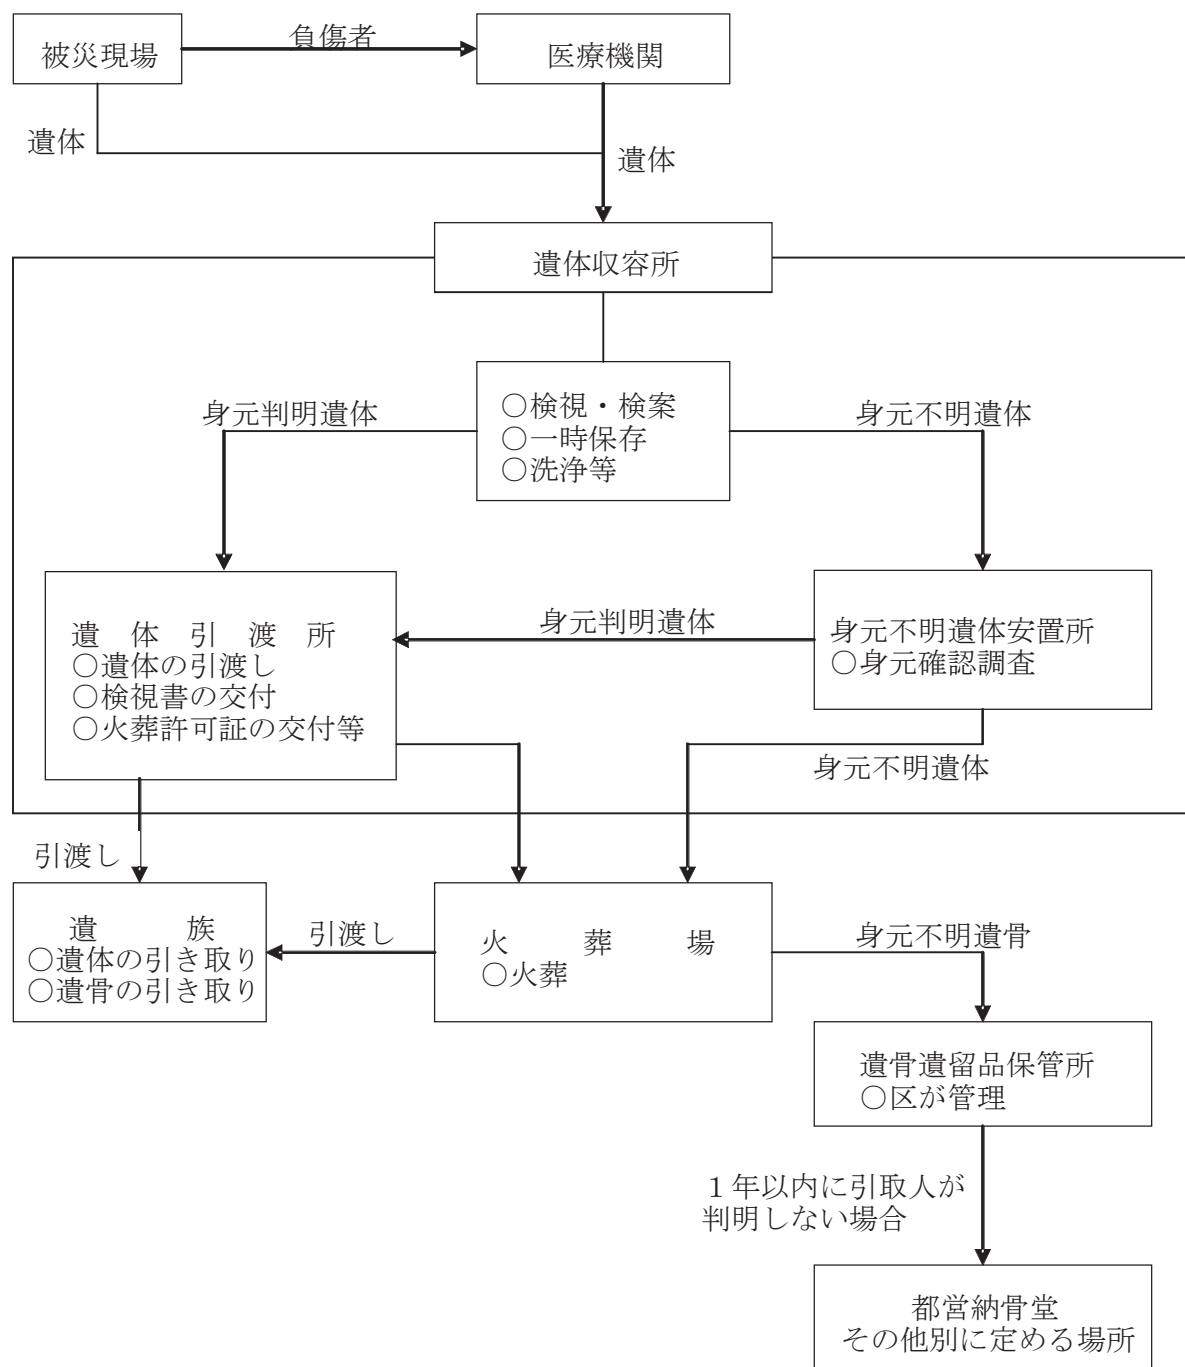 被災現場
負傷者
医療機関
遺体
遺体
遺体収容所
身元判明遺体
○検視・検案
○一時保存
○洗浄等
身元不明遺体
遺 体 引 渡 所
○遺体の引渡し
○検視書の交付
○火葬許可証の交付等
身元判明遺体
身元不明遺体安置所
○身元確認調査
身元不明遺体
引渡し
遺 族
○遺体の引き取り
○遺骨の引き取り
引渡し
火 葬 場
○火葬
身元不明遺骨
遺骨遺留品保管所
○区が管理
1年以内に引取人が
判明しない場合
都営納骨堂
その他別に定める場所